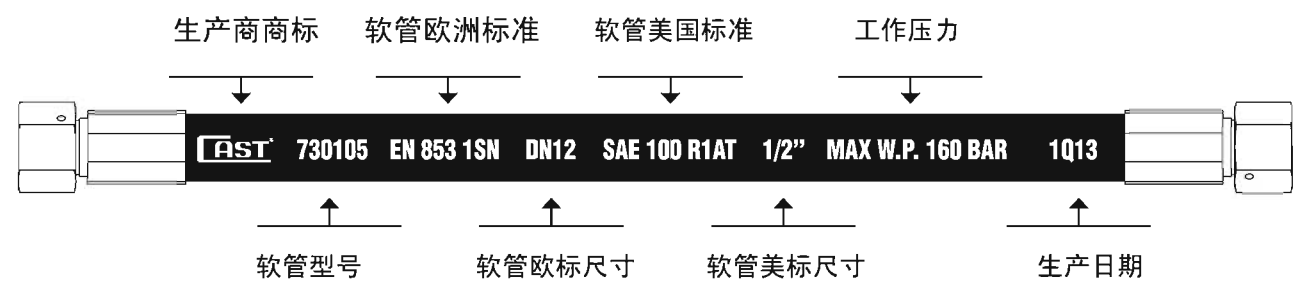 生产商商标 软管欧洲标准 软管美国标准 工作压力
CAST 730105 EN 853 1SN DN12 SAE 100 R1AT 1/2” MAX W.P. 160 BAR 1Q13
软管型号 软管欧标尺寸 软管美标尺寸 生产日期